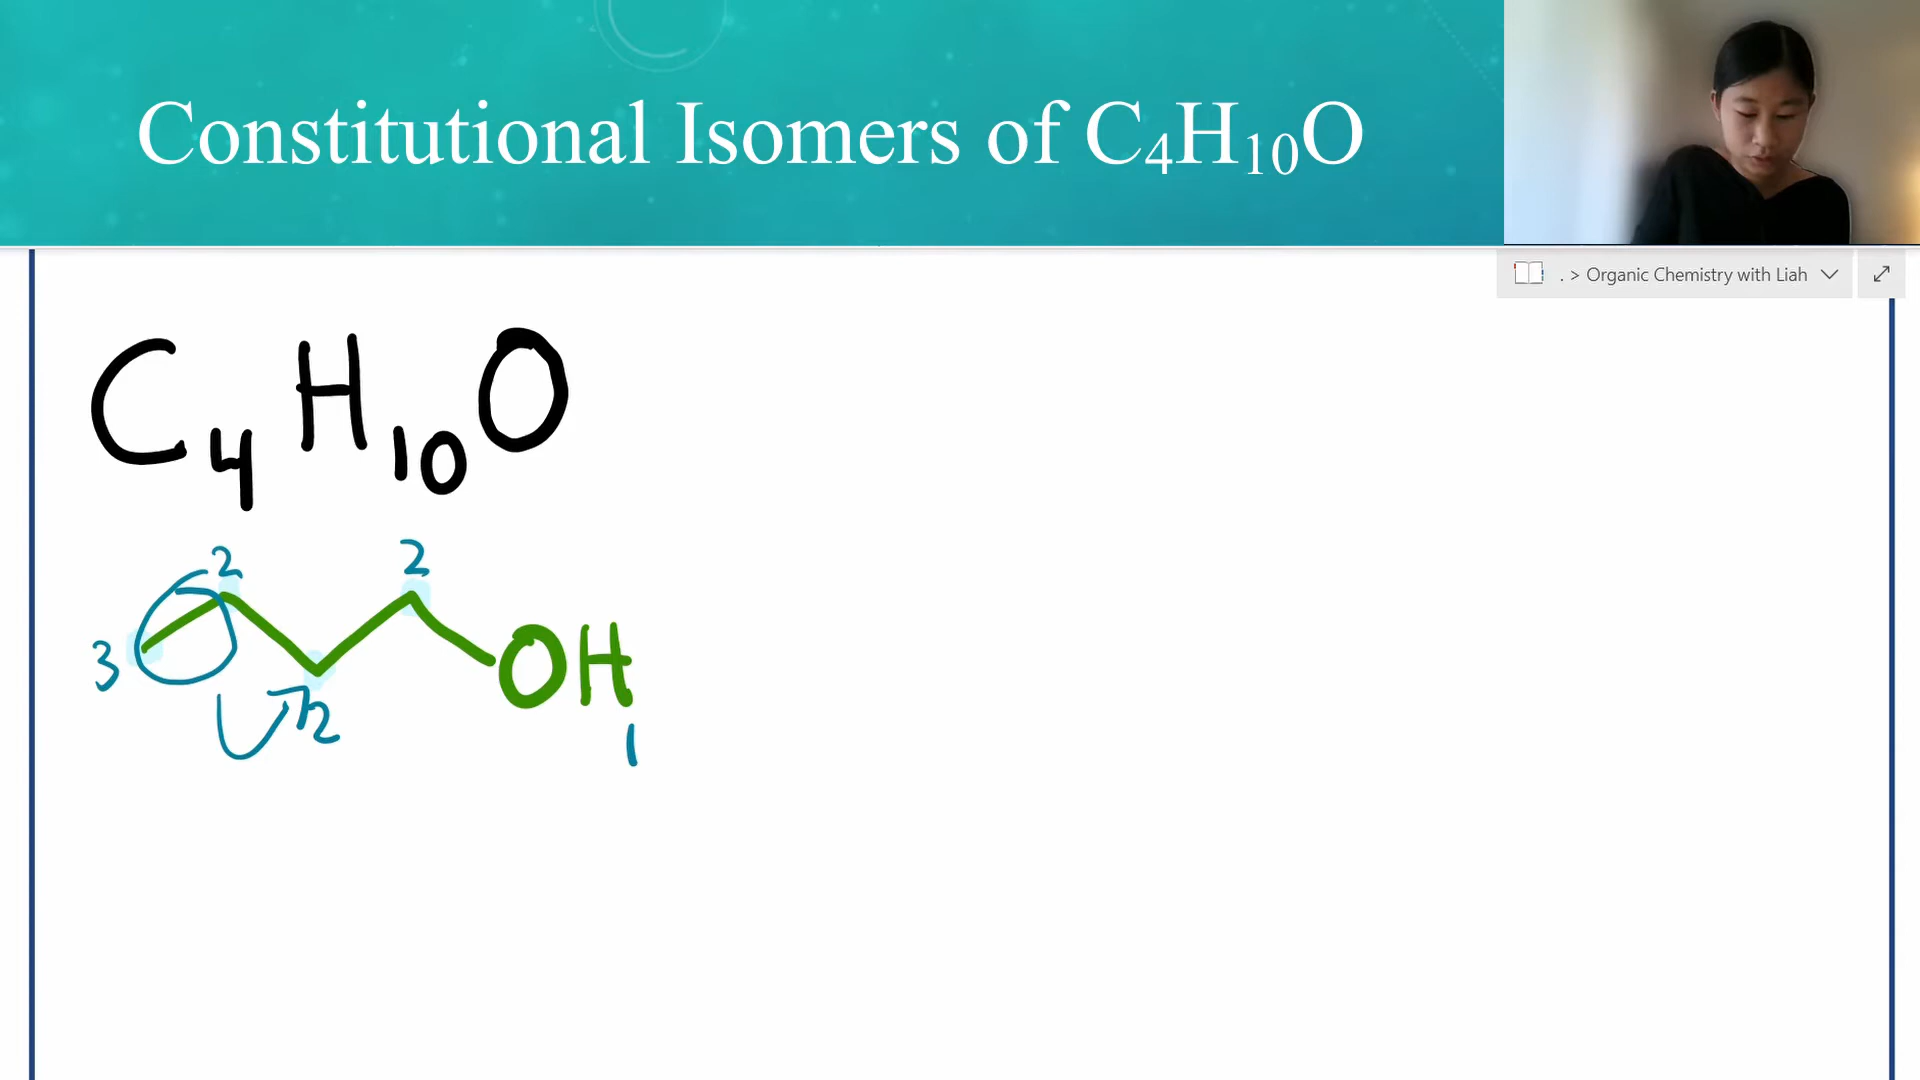 Constitutional Isomers of C₄H₁₀O
. > Organic Chemistry with Liah
C₄H₁₀O
2 2
3 OH
2
1